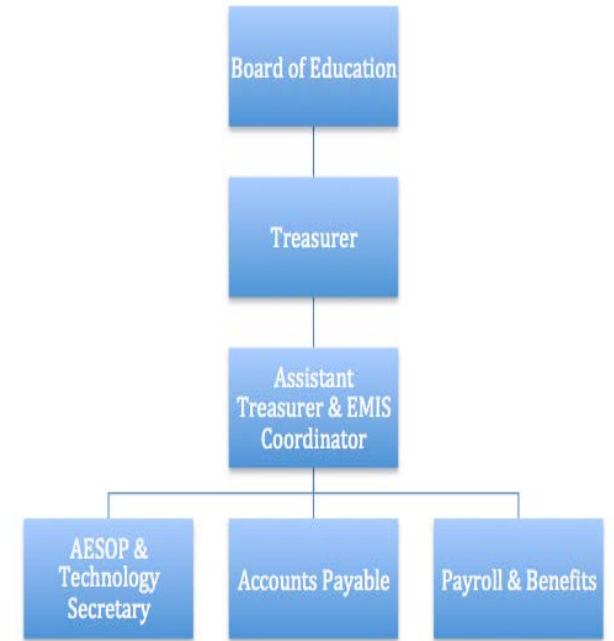 Board of Education
Treasurer
Assistant
Treasurer & EMIS
Coordinator
AESOP &
Technology
Secretary
Accounts Payable
Payroll & Benefits